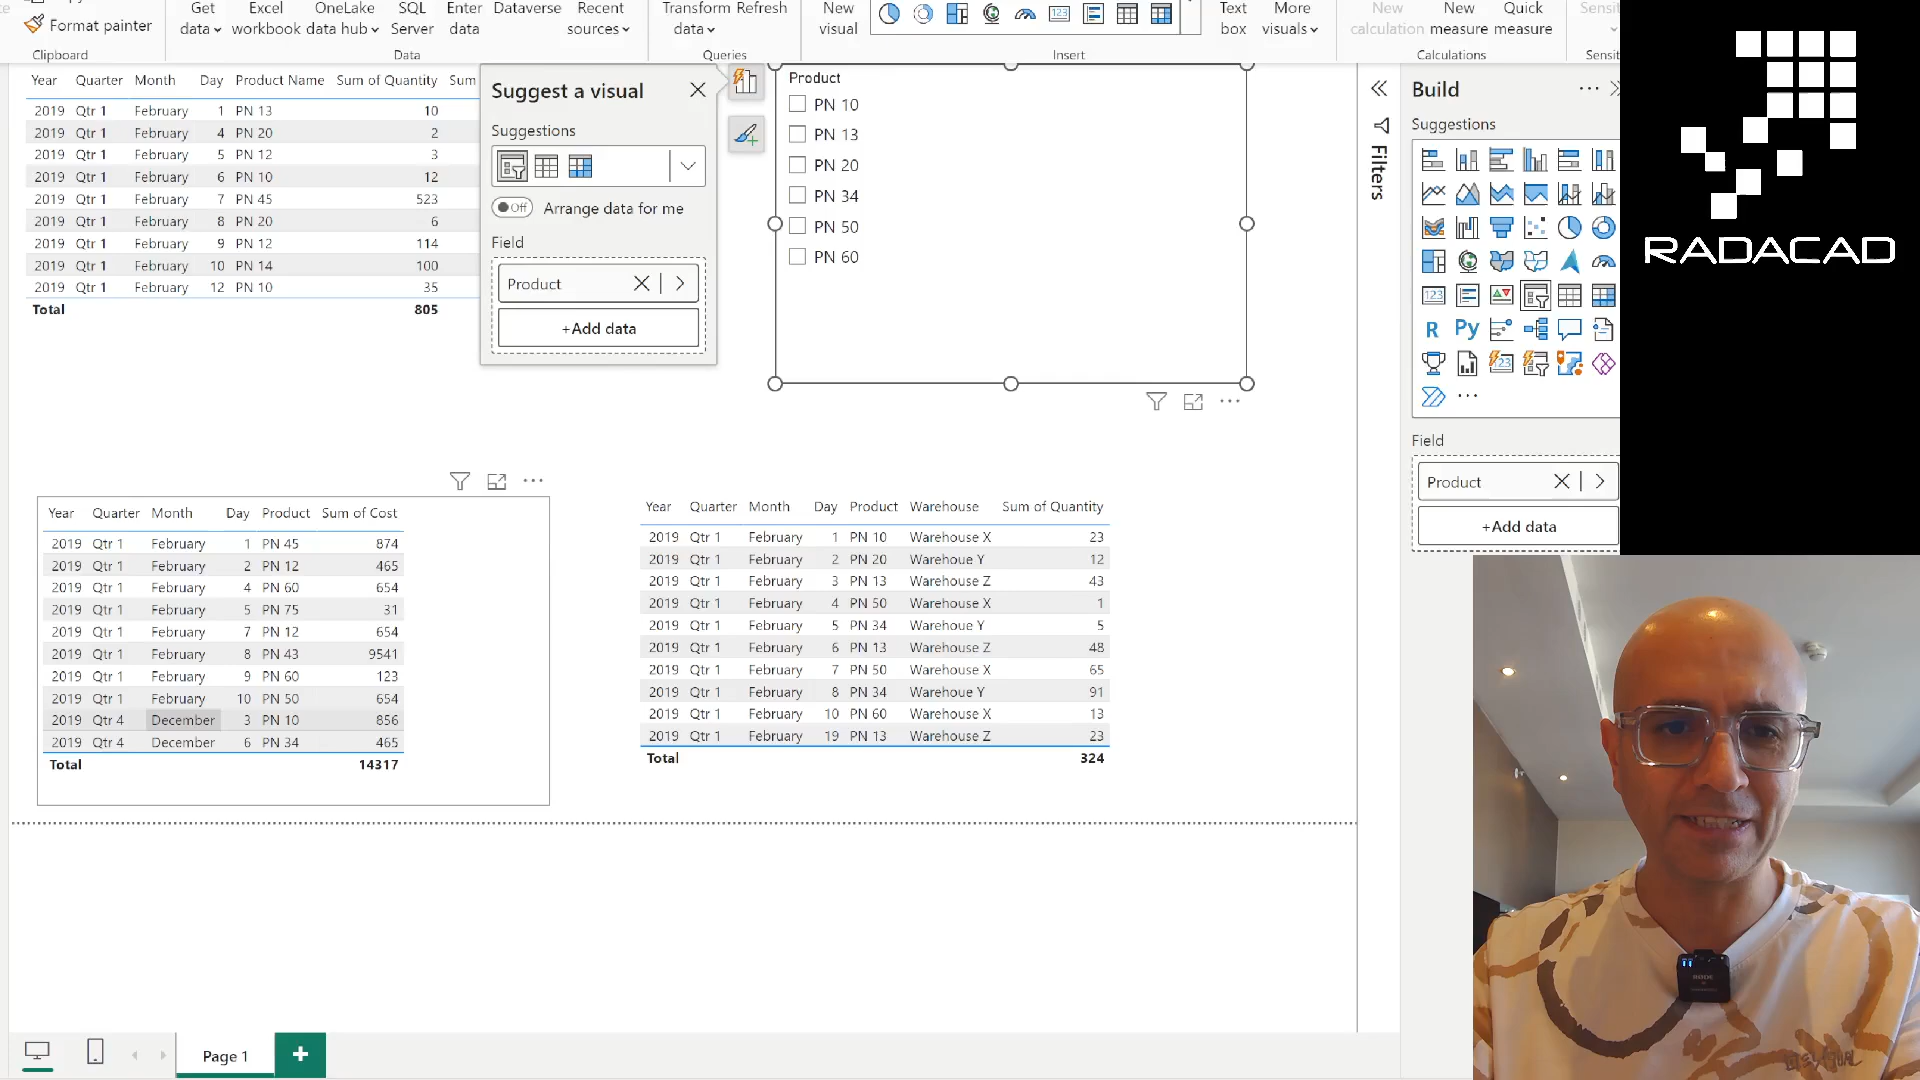 Format painter
Clipboard
Get
data
Excel
workbook
OneLake
data hub
SQL
Server
Enter
data
Dataverse
Recent
sources
Data
Transform
data
Refresh
Queries
New
visual
Text
box
More
visuals
Insert
New
calculation
New
measure
Quick
measure
Calculations
Sensit
Sensit
Year Quarter Month Day Product Name Sum of Quantity Sum
2019 Qtr 1 February 1 PN 13 10
2019 Qtr 1 February 4 PN 20 2
2019 Qtr 1 February 5 PN 12 3
2019 Qtr 1 February 6 PN 10 12
2019 Qtr 1 February 7 PN 45 523
2019 Qtr 1 February 8 PN 20 6
2019 Qtr 1 February 9 PN 12 114
2019 Qtr 1 February 10 PN 14 100
2019 Qtr 1 February 12 PN 10 35
Total 805
Suggest a visual
Suggestions
Off Arrange data for me
Field
Product
+Add data
Product
PN 10
PN 13
PN 20
PN 34
PN 50
PN 60
Year Quarter Month Day Product Sum of Cost
2019 Qtr 1 February 1 PN 45 874
2019 Qtr 1 February 2 PN 12 465
2019 Qtr 1 February 4 PN 60 654
2019 Qtr 1 February 5 PN 75 31
2019 Qtr 1 February 7 PN 12 654
2019 Qtr 1 February 8 PN 43 9541
2019 Qtr 1 February 9 PN 60 123
2019 Qtr 1 February 10 PN 50 654
2019 Qtr 4 December 3 PN 10 856
2019 Qtr 4 December 6 PN 34 465
Total 14317
Year Quarter Month Day Product Warehouse Sum of Quantity
2019 Qtr 1 February 1 PN 10 Warehouse X 23
2019 Qtr 1 February 2 PN 20 Warehoue Y 12
2019 Qtr 1 February 3 PN 13 Warehouse Z 43
2019 Qtr 1 February 4 PN 50 Warehouse X 1
2019 Qtr 1 February 5 PN 34 Warehoue Y 5
2019 Qtr 1 February 6 PN 13 Warehouse Z 48
2019 Qtr 1 February 7 PN 50 Warehouse X 65
2019 Qtr 1 February 8 PN 34 Warehoue Y 91
2019 Qtr 1 February 10 PN 60 Warehouse X 13
2019 Qtr 1 February 19 PN 13 Warehouse Z 23
Total 324
Filters
Build
Suggestions
123
R Py
123
Field
Product
+Add data
RADACAD
RODE
Page 1